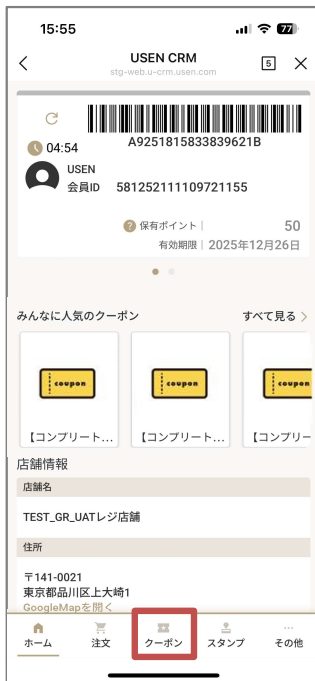 15:55
77
USEN CRM
stg-web.u-crm.usen.com
5
04:54
A9251815833839621B
USEN
会員ID 581252111109721155
? 保有ポイント 50
有効期限 2025年12月26日
みんなに人気のクーポン すべて見る
coupon coupon coupon
【コンプリート... 【コンプリート... 【コンプリー
店舗情報
店舗名
TEST_GR_UATレジ店舗
住所
〒141-0021
東京都品川区上大崎1
GoogleMapを開く
ホーム 注文 クーポン スタンプ その他